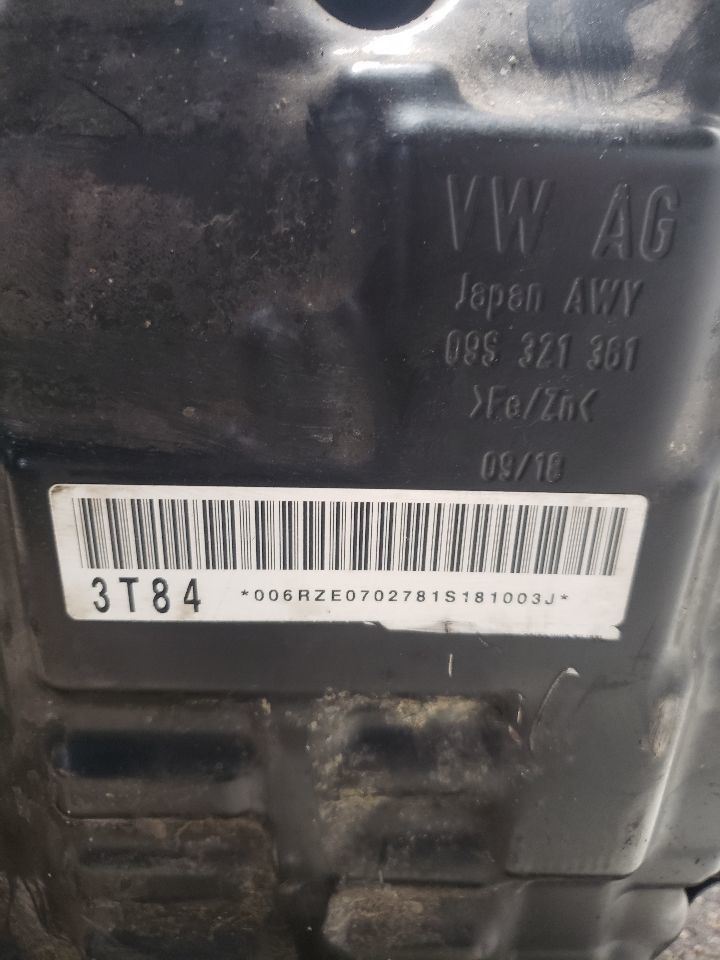 VW AG
Japan AWY
09S 321 361
>Fe/Zn<
09/18
3T84 *006RZE0702781S181003J*